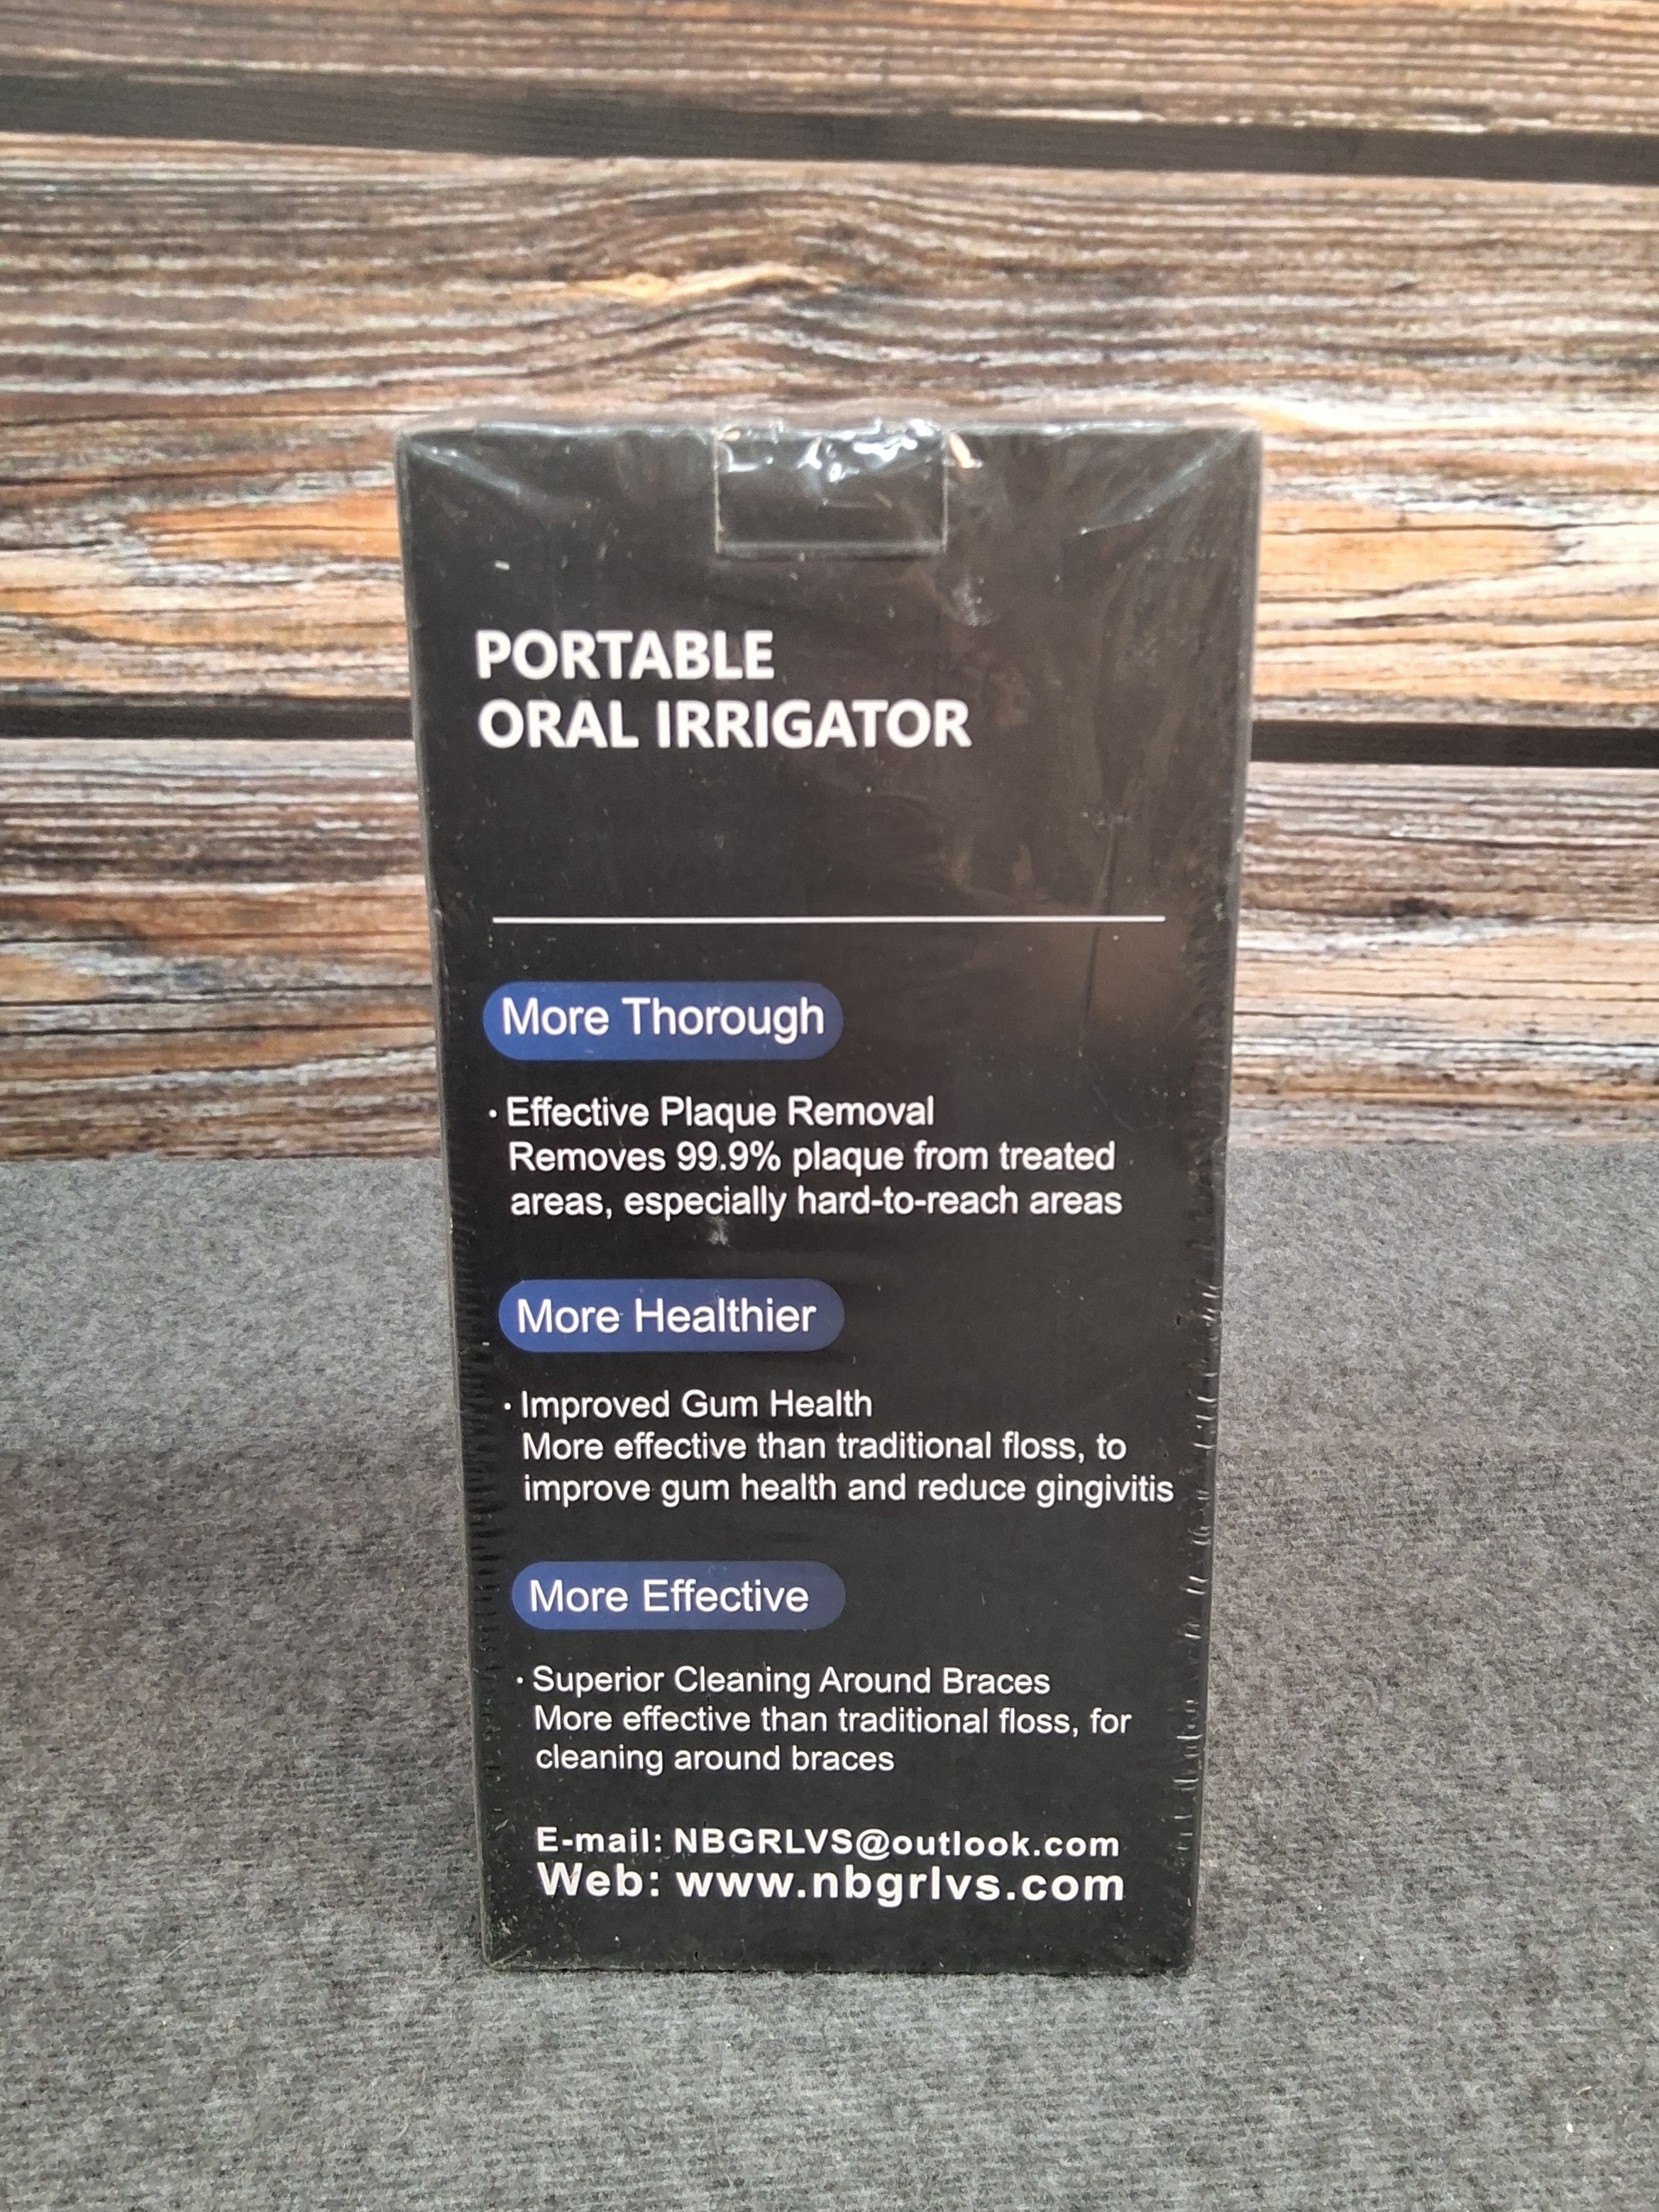 PORTABLE
ORAL IRRIGATOR
More Thorough
· Effective Plaque Removal
Removes 99.9% plaque from treated
areas, especially hard-to-reach areas
More Healthier
· Improved Gum Health
More effective than traditional floss, to
improve gum health and reduce gingivitis
More Effective
· Superior Cleaning Around Braces
More effective than traditional floss, for
cleaning around braces
E-mail: NBGRLVS@outlook.com
Web: www.nbgrlvs.com